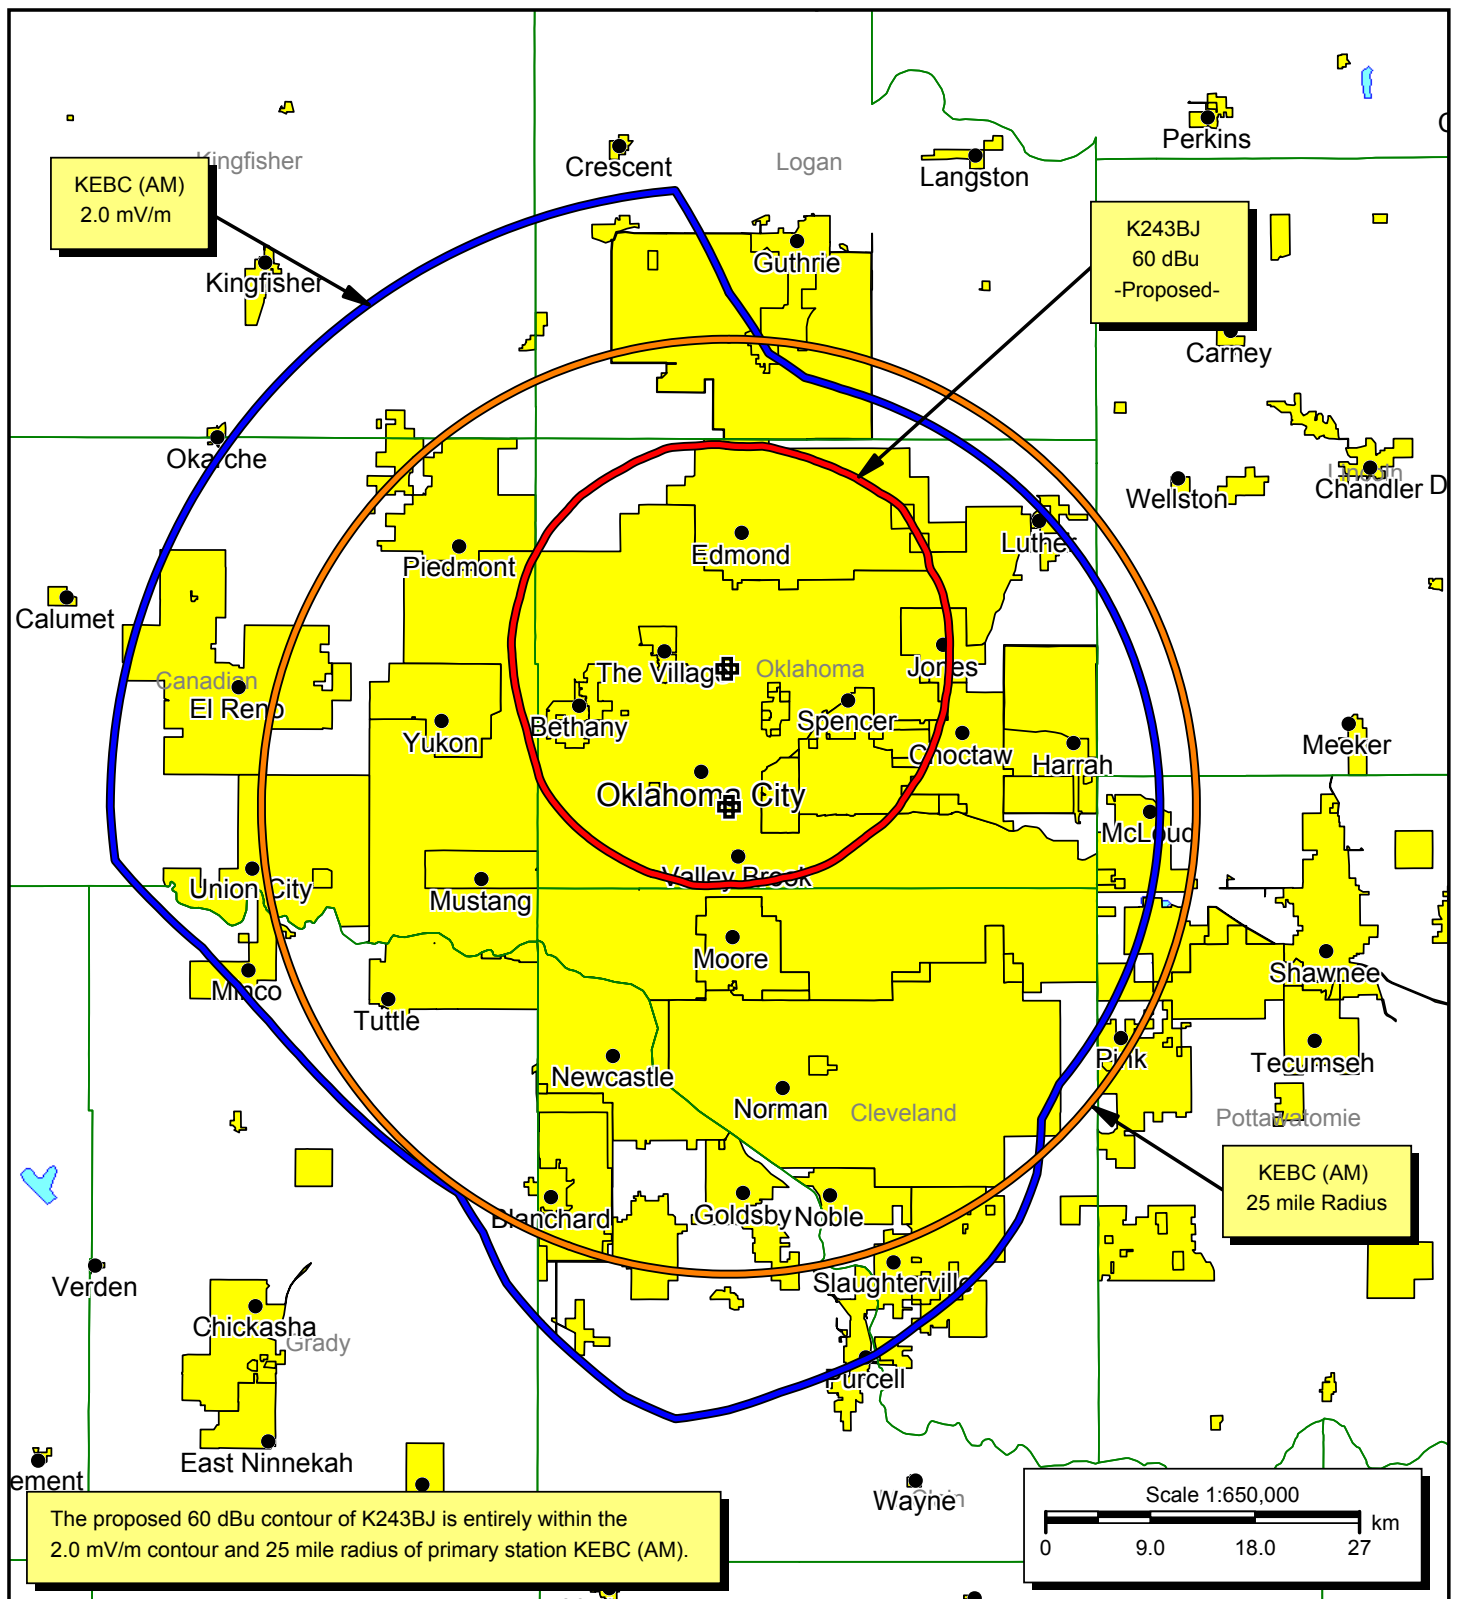 Perkins
Crescent
Logan
Langston
Kingfisher
KEBC (AM)
2.0 mV/m
K243BJ
60 dBu
-Proposed-
Guthrie
Kingfisher
Carney
Okarche
Lincoln
Chandler
D
Wellston
Luther
Edmond
Piedmont
Calumet
The Village
Oklahoma
Jones
Canadian
El Reno
Bethany
Spencer
Yukon
Choctaw
Harrah
Meeker
Oklahoma City
McLoud
Valley Brook
Union City
Mustang
Moore
Shawnee
Minco
Tuttle
Pink
Tecumseh
Newcastle
Norman
Cleveland
Pottawatomie
KEBC (AM)
25 mile Radius
Blanchard
Goldsby
Noble
Verden
Slaughterville
Chickasha
Grady
Purcell
East Ninnekah
ement
Wayne
Scale 1:650,000
km
0 9.0 18.0 27
The proposed 60 dBu contour of K243BJ is entirely within the
2.0 mV/m contour and 25 mile radius of primary station KEBC (AM).